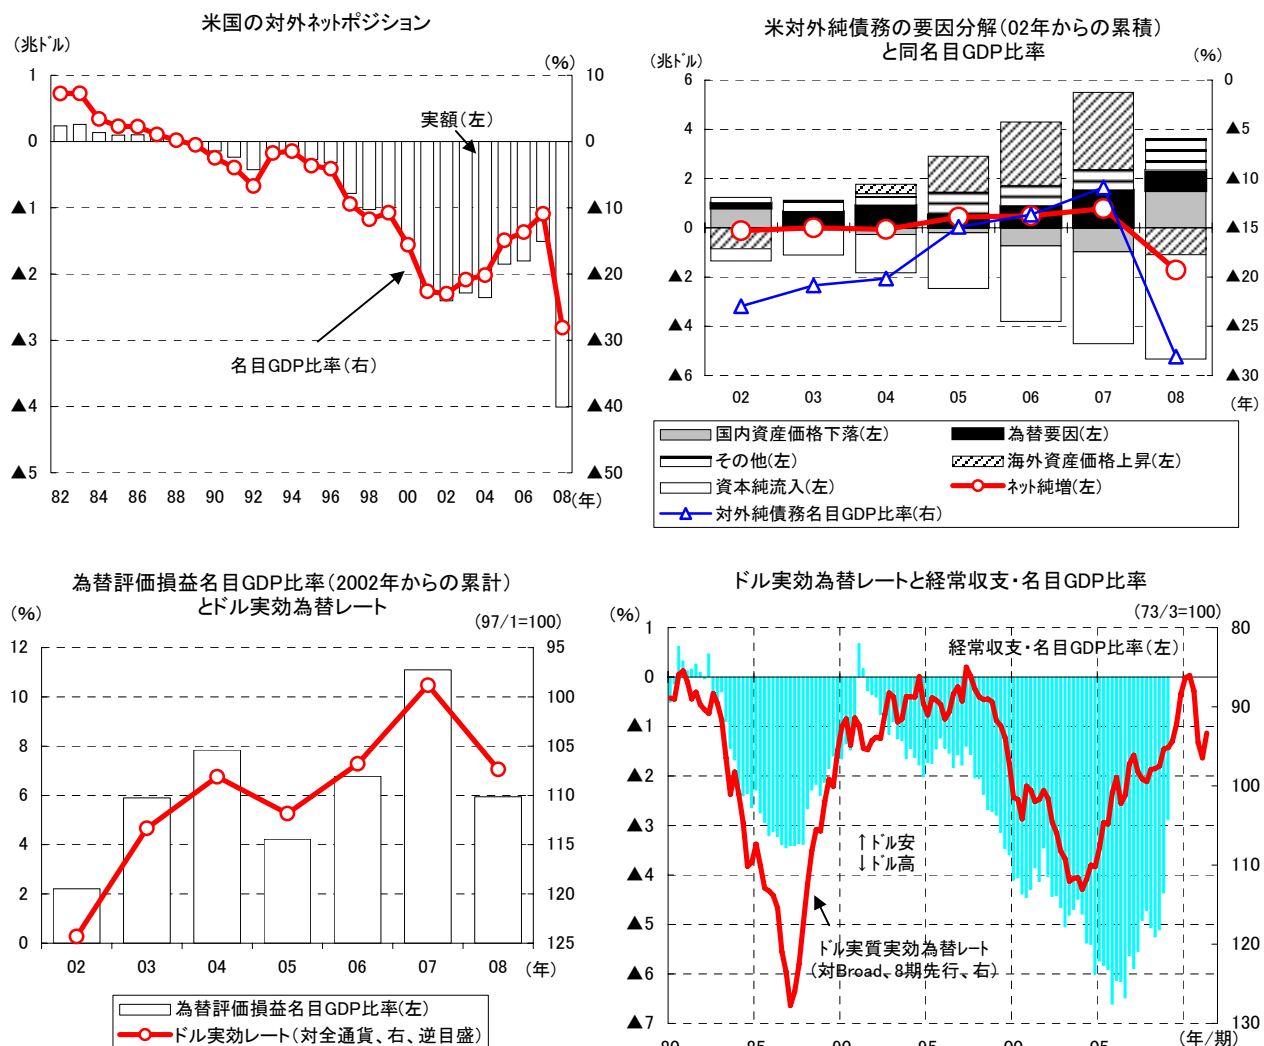 米国の対外ネットポジション
(兆ドル)
(%)
1
0
▲1
▲2
▲3
▲4
▲5
10
0
▲10
▲20
▲30
▲40
▲50
実額(左)
名目GDP比率(右)
82 84 86 88 90 92 94 96 98 00 02 04 06 08(年)
米対外純債務の要因分解(02年からの累積)
と同名目GDP比率
(兆ドル)
(%)
6
4
2
0
▲2
▲4
▲6
0
▲5
▲10
▲15
▲20
▲25
▲30
02 03 04 05 06 07 08
(年)
国内資産価格下落(左) 為替要因(左)
その他(左) 海外資産価格上昇(左)
資本純流入(左) ネット純増(左)
対外純債務名目GDP比率(右)
為替評価損益名目GDP比率(2002年からの累計)
とドル実効為替レート
(%)
(97/1=100)
12
10
8
6
4
2
0
95
100
105
110
115
120
125
02 03 04 05 06 07 08 (年)
為替評価損益名目GDP比率(左)
ドル実効レート(対全通貨、右、逆目盛)
ドル実効為替レートと経常収支・名目GDP比率
(%)
(73/3=100)
1
0
▲1
▲2
▲3
▲4
▲5
▲6
▲7
80
90
100
110
120
130
経常収支・名目GDP比率(左)
↑ドル安
↓ドル高
ドル実質実効為替レート
(対Broad、8期先行、右)
80 85 90 95 00 05
(年/期)